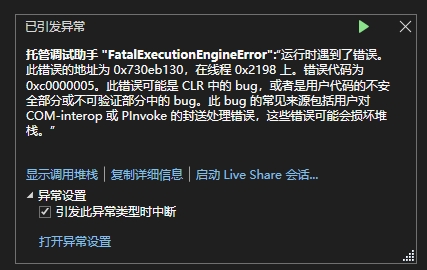 已引发异常
托管调试助手 "FatalExecutionEngineError":“运行时遇到了错误。
此错误的地址为 0x730eb130，在线程 0x2198 上。错误代码为
0xc0000005。此错误可能是 CLR 中的 bug，或者是用户代码的不安
全部分或不可验证部分中的 bug。此 bug 的常见来源包括用户对
COM-interop 或 PInvoke 的封送处理错误，这些错误可能会损坏堆
栈。”
显示调用堆栈 | 复制详细信息 | 启动 Live Share 会话...
异常设置
引发此异常类型时中断
打开异常设置